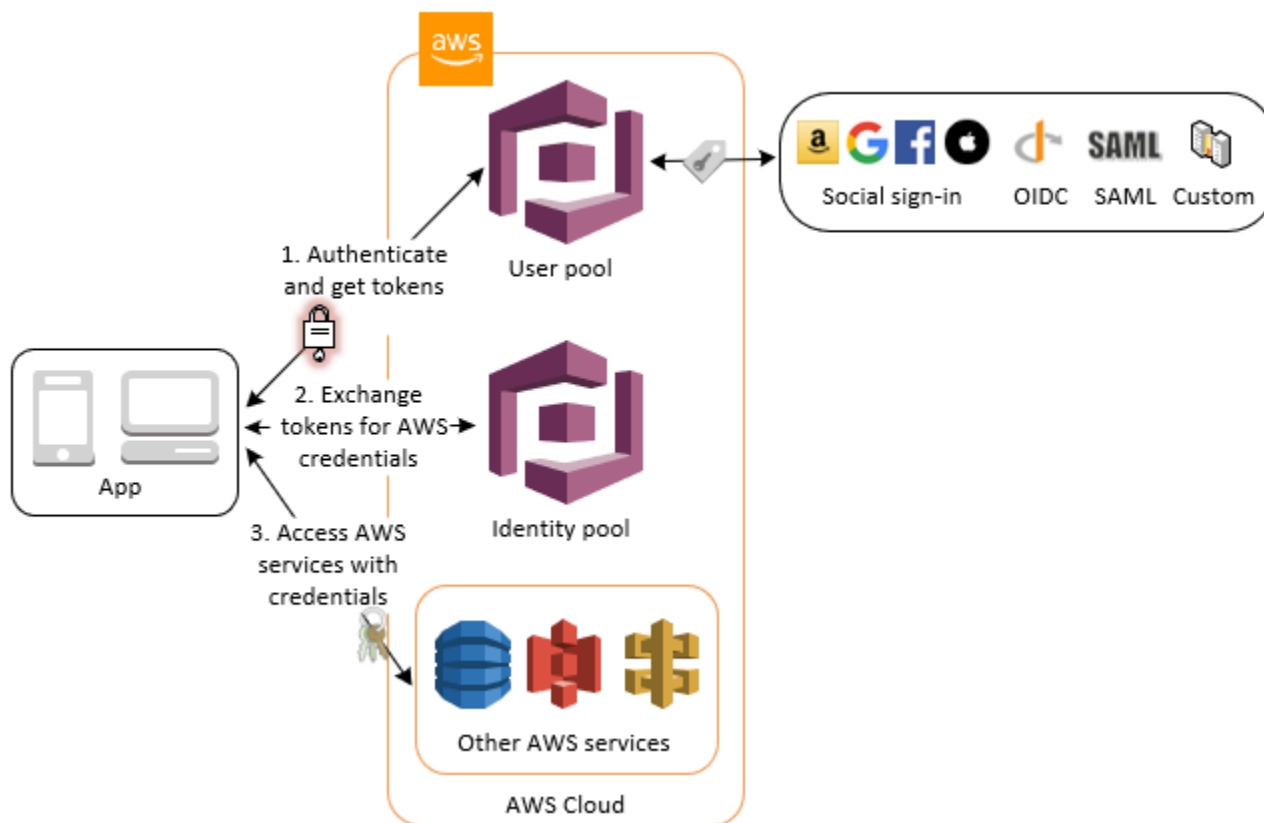 aws
a
G
f
SAML
Social sign-in
OIDC
SAML
Custom
1. Authenticate
and get tokens
User pool
2. Exchange
tokens for AWS
credentials
App
Identity pool
3. Access AWS
services with
credentials
Other AWS services
AWS Cloud